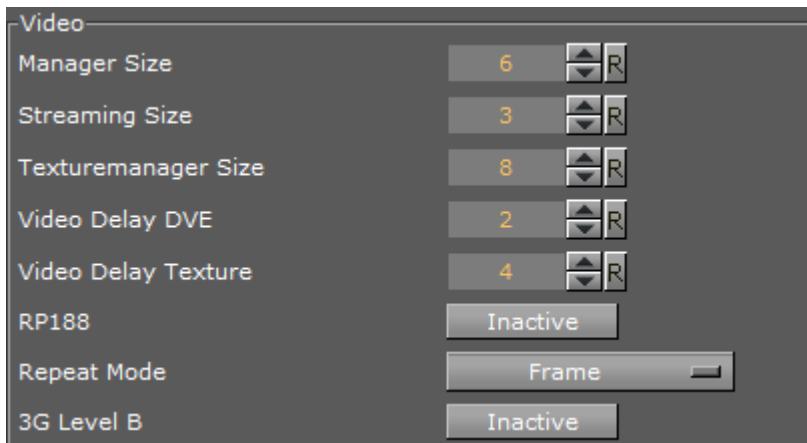 Video
Manager Size 6 R
Streaming Size 3 R
Texturemanager Size 8 R
Video Delay DVE 2 R
Video Delay Texture 4 R
RP188 Inactive
Repeat Mode Frame
3G Level B Inactive